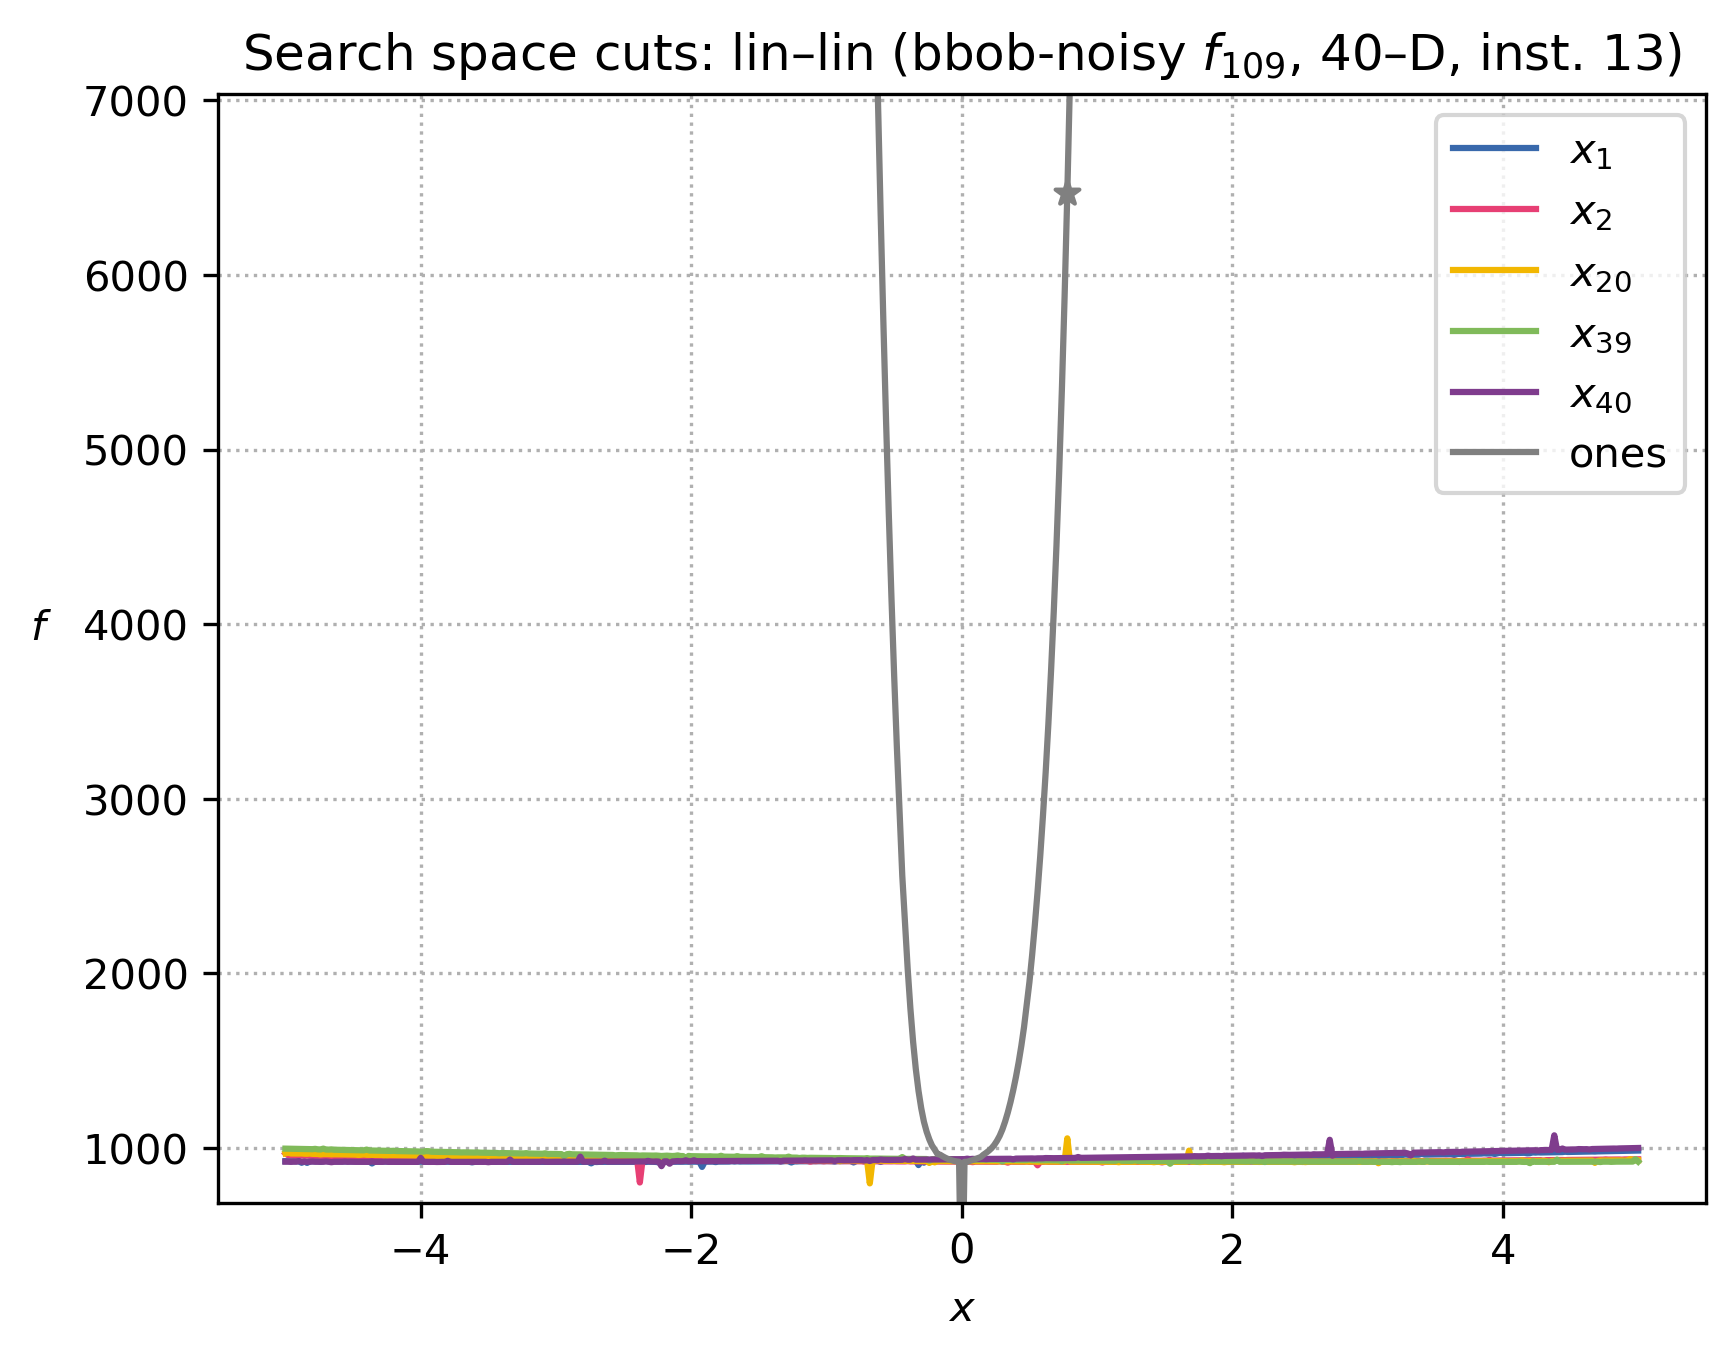 Search space cuts: lin–lin (bbob-noisy f109, 40–D, inst. 13)
7000
6000
5000
4000
3000
2000
1000
f
−4
−2
0
2
4
x
x1
x2
x20
x39
x40
ones